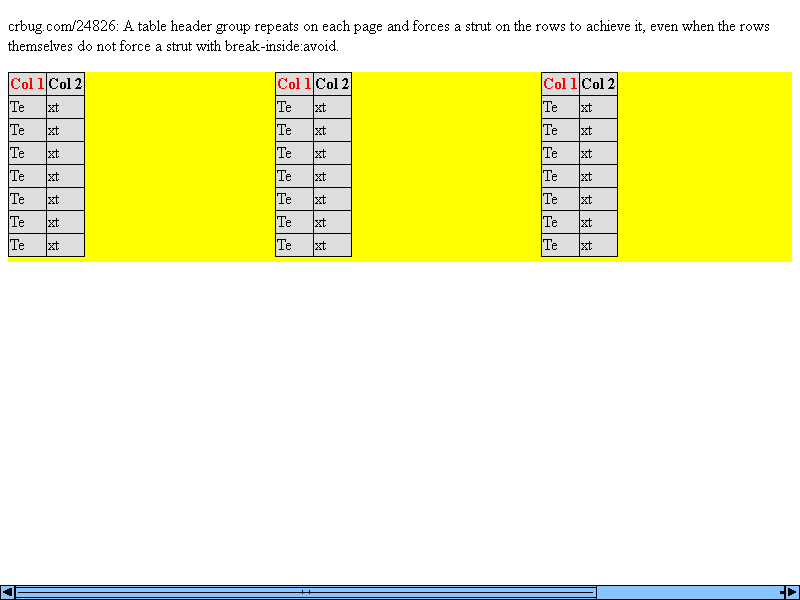 crbug.com/24826: A table header group repeats on each page and forces a strut on the rows to achieve it, even when the rows
themselves do not force a strut with break-inside:avoid.
Col 1 Col 2 Col 1 Col 2 Col 1 Col 2
Te xt Te xt Te xt
Te xt Te xt Te xt
Te xt Te xt Te xt
Te xt Te xt Te xt
Te xt Te xt Te xt
Te xt Te xt Te xt
Te xt Te xt Te xt